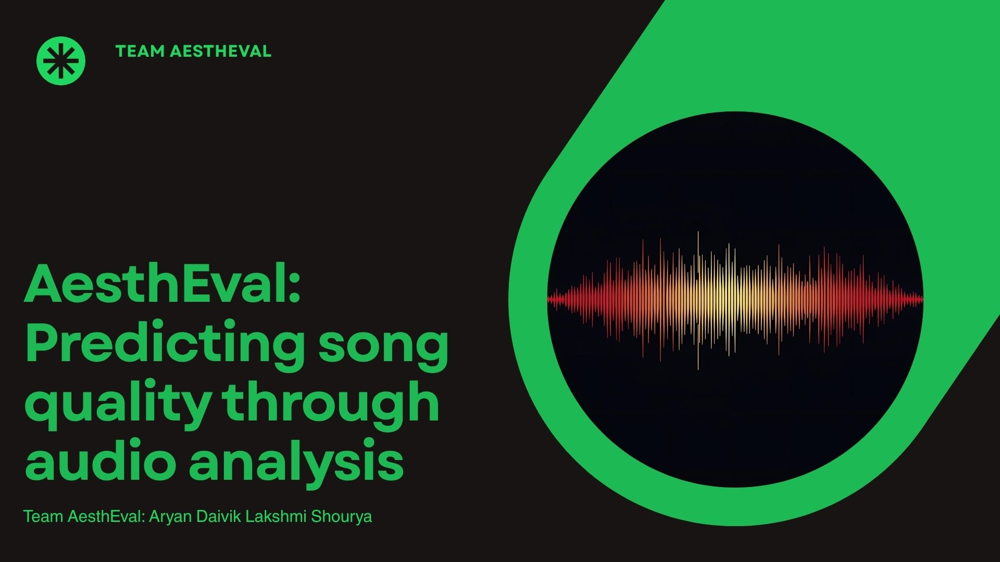 TEAM AESTHEVAL
AesthEval:
Predicting song
quality through
audio analysis
Team AesthEval: Aryan Daivik Lakshmi Shourya